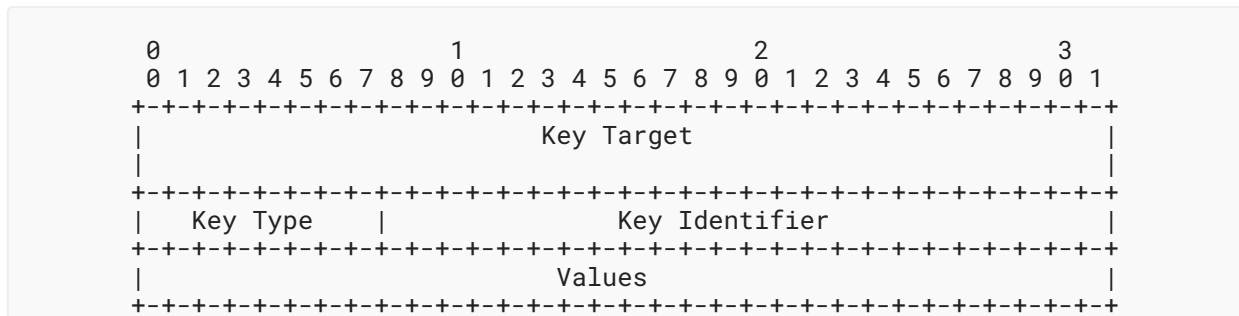 0                   1                   2                   3
 0 1 2 3 4 5 6 7 8 9 0 1 2 3 4 5 6 7 8 9 0 1 2 3 4 5 6 7 8 9 0 1
+-+-+-+-+-+-+-+-+-+-+-+-+-+-+-+-+-+-+-+-+-+-+-+-+-+-+-+-+-+-+-+-+
|                          Key Target                           |
|                                                               |
+-+-+-+-+-+-+-+-+-+-+-+-+-+-+-+-+-+-+-+-+-+-+-+-+-+-+-+-+-+-+-+-+
|   Key Type    |               Key Identifier                  |
+-+-+-+-+-+-+-+-+-+-+-+-+-+-+-+-+-+-+-+-+-+-+-+-+-+-+-+-+-+-+-+-+
|                           Values                              |
+-+-+-+-+-+-+-+-+-+-+-+-+-+-+-+-+-+-+-+-+-+-+-+-+-+-+-+-+-+-+-+-+